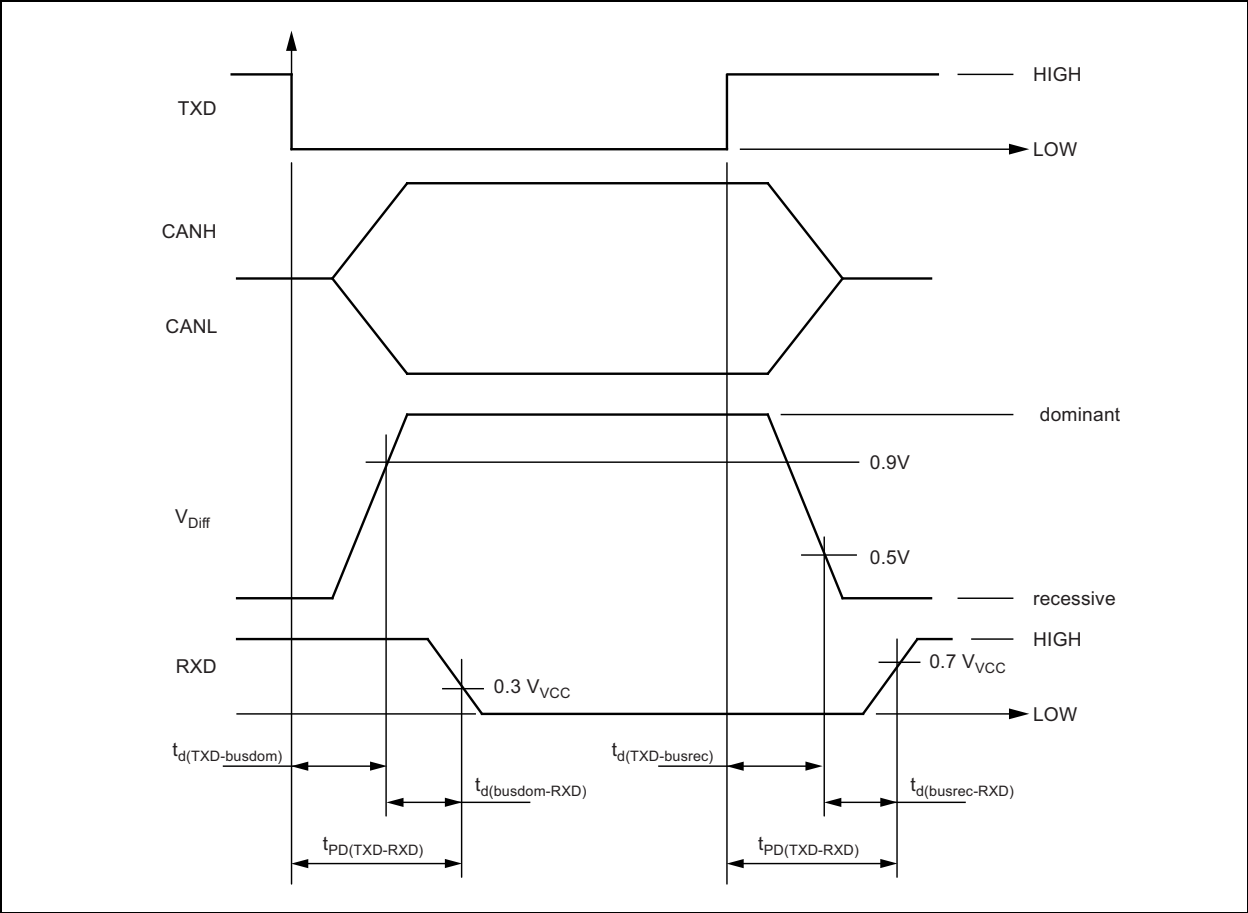 HIGH
TXD
LOW
CANH
CANL
dominant
0.9V
VDiff
0.5V
recessive
HIGH
RXD
0.7 VVCC
0.3 VVCC
LOW
td(TXD-busdom)
td(TXD-busrec)
td(busdom-RXD)
td(busrec-RXD)
tPD(TXD-RXD)
tPD(TXD-RXD)